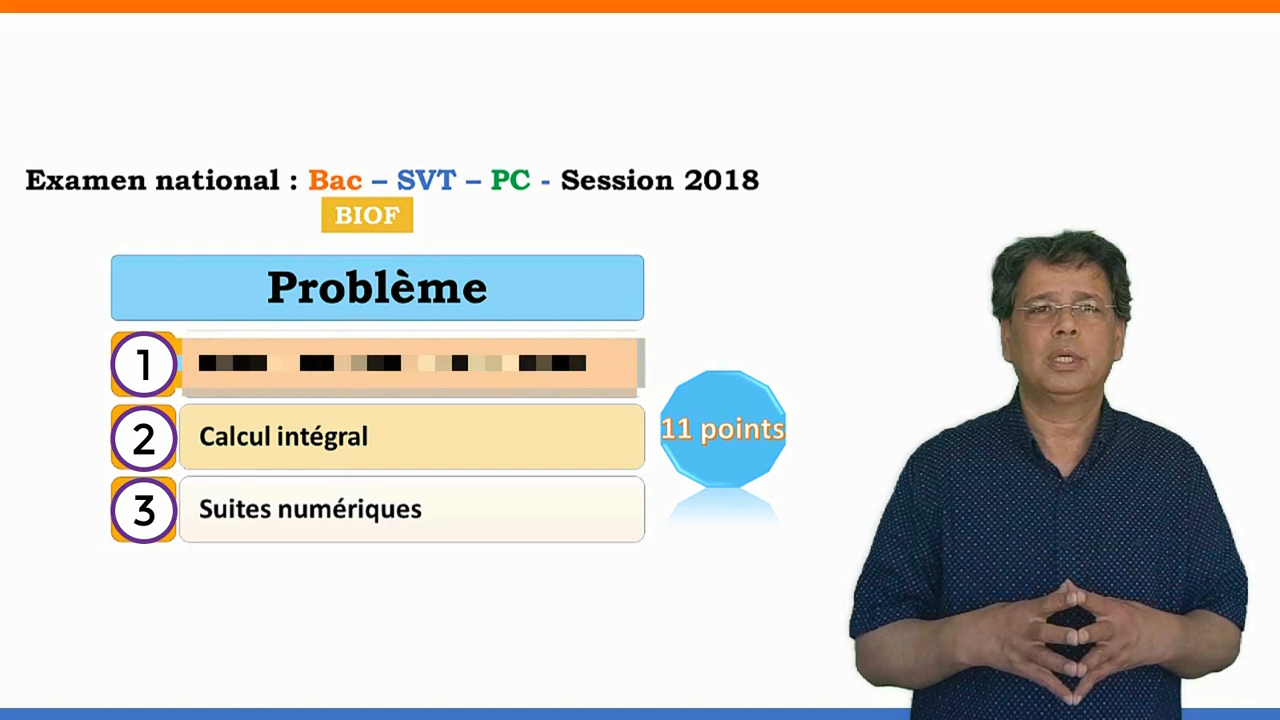 Examen national : Bac – SVT – PC - Session 2018
BIOF
Problème
1
2 Calcul intégral
3 Suites numériques
11 points